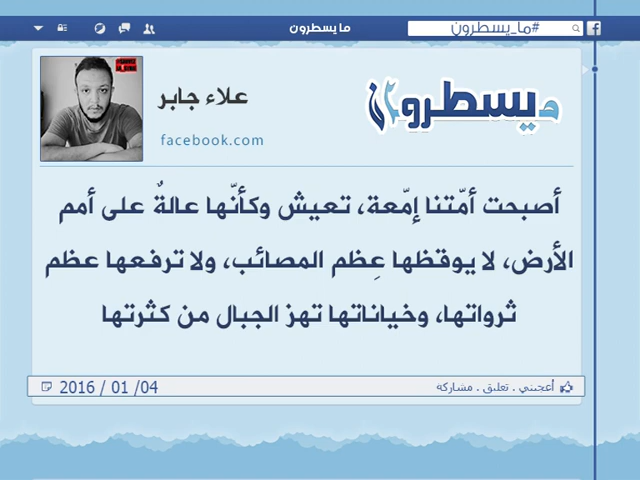 ما يسطرون
#ما_يسطرون
علاء جابر
facebook.com
ما يسطرون
أصبحت أمّتنا إمّعة، تعيش وكأنّها عالةٌ على أمم
الأرض، لا يوقظها عِظم المصائب، ولا ترفعها عظم
ثرواتها، وخياناتها تهز الجبال من كثرتها
أعجبني . تعليق . مشاركة
2016 / 01 /04